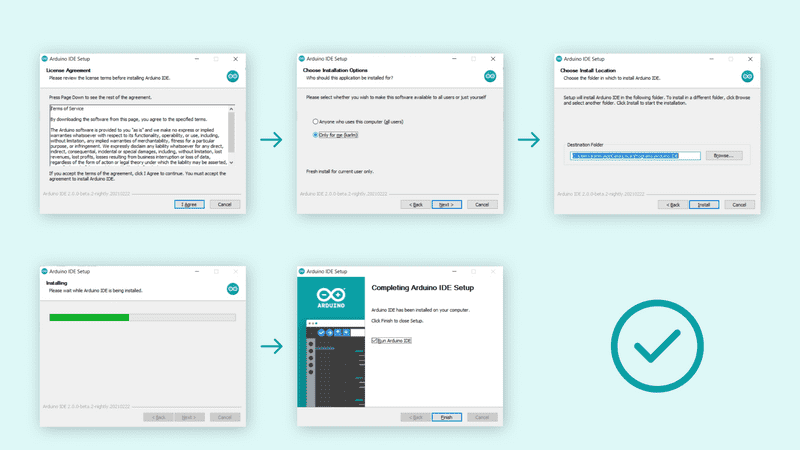 Arduino IDE Setup
License Agreement
Please review the license terms before installing Arduino IDE.
Press Page Down to see the rest of the agreement.
Terms of Service
By downloading the software from this page, you agree to the specified terms.
The Arduino software is provided to you "as is" and we make no express or implied
warranties whatsoever with respect to its functionality, operability, or use, including,
without limitation, any implied warranties of merchantability, fitness for a particular
purpose, or infringement. We expressly disclaim any liability whatsoever for any direct,
indirect, consequential, incidental or special damages, including, without limitation, lost
revenues, lost profits, losses resulting from business interruption or loss of data,
regardless of the form of action or legal theory under which the liability may be asserted,
If you accept the terms of the agreement, click I Agree to continue. You must accept the
agreement to install Arduino IDE.
Arduino IDE 2.0.0-beta.2-nightly-20210222
I Agree
Cancel
Arduino IDE Setup
Choose Installation Options
Who should this application be installed for?
Please select whether you wish to make this software available to all users or just yourself
Anyone who uses this computer (all users)
Only for me (karlin)
Fresh install for current user only.
Arduino IDE 2.0.0-beta.2-nightly-20210222
< Back
Next >
Cancel
Arduino IDE Setup
Choose Install Location
Choose the folder in which to install Arduino IDE.
Setup will install Arduino IDE in the following folder. To install in a different folder, click Browse
and select another folder. Click Install to start the installation.
Destination Folder
Browse...
Arduino IDE 2.0.0-beta.2-nightly-20210222
< Back
Install
Cancel
Arduino IDE Setup
Installing
Please wait while Arduino IDE is being installed.
Arduino IDE 2.0.0-beta.2-nightly-20210222
< Back
Next >
Cancel
Arduino IDE Setup
ARDUINO
Completing Arduino IDE Setup
Arduino IDE has been installed on your computer.
Click Finish to close Setup.
Run Arduino IDE
< Back
Finish
Cancel